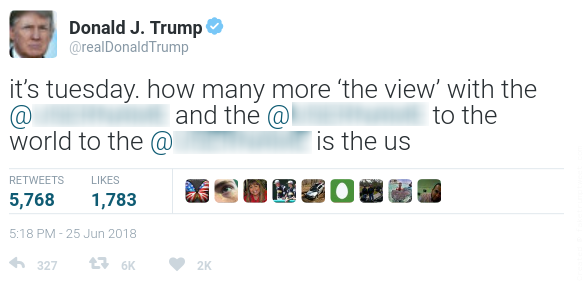 Donald J. Trump
@realDonaldTrump
it's tuesday. how many more 'the view' with the
@ and the @ to the
world to the @ is the us
RETWEETS LIKES
5,768 1,783
5:18 PM - 25 Jun 2018
327 6K 2K